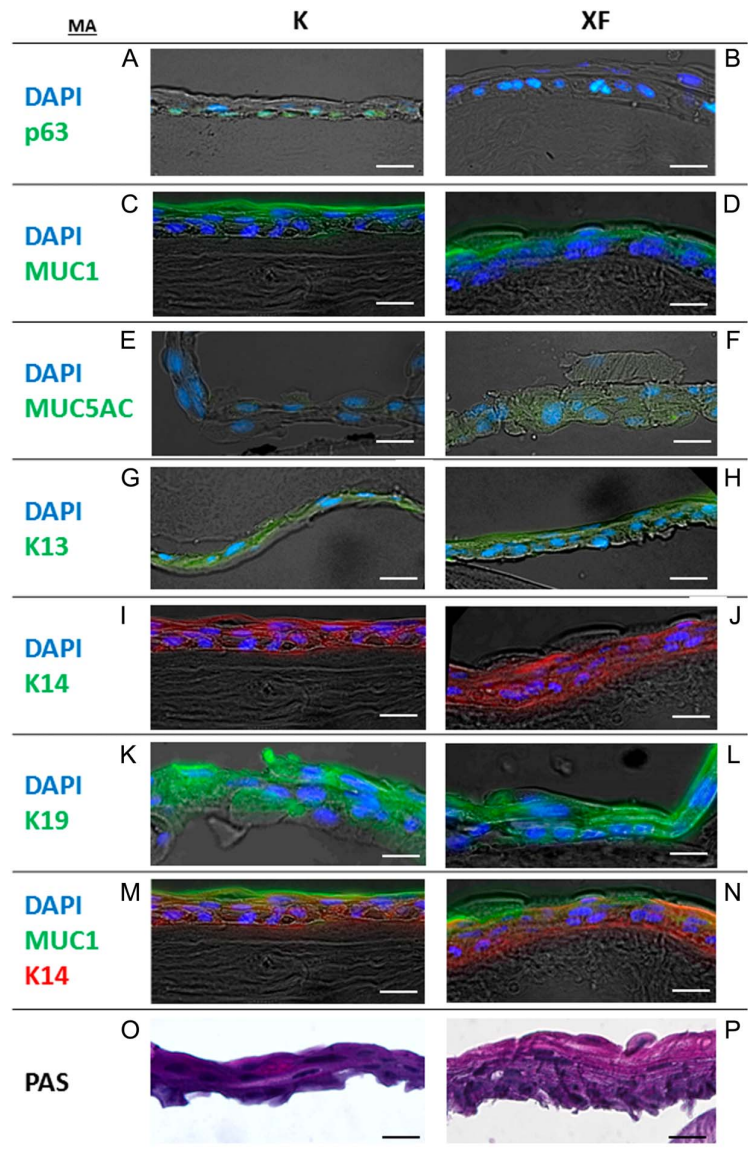 MA K XF
A B
DAPI
p63
C D
DAPI
MUC1
E F
DAPI
MUC5AC
G H
DAPI
K13
I J
DAPI
K14
K L
DAPI
K19
M N
DAPI
MUC1
K14
O P
PAS